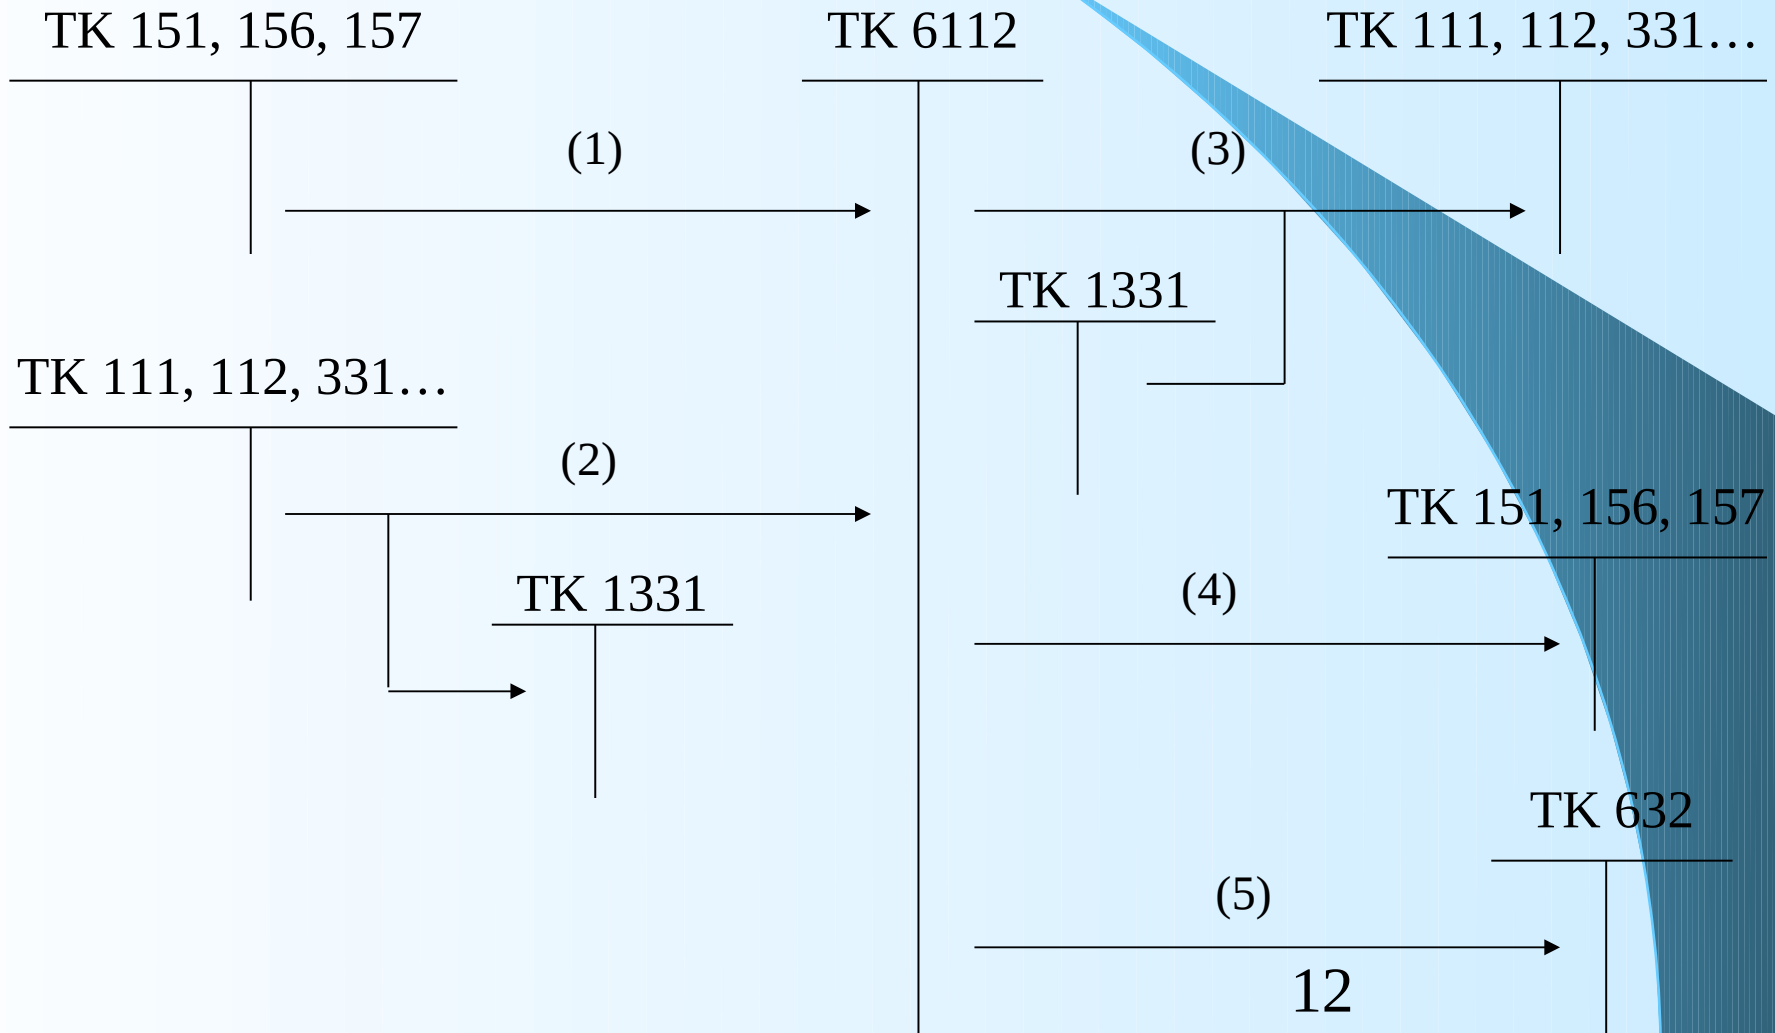 TK 151, 156, 157
TK 6112
TK 111, 112, 331…
(1)
(3)
TK 1331
TK 111, 112, 331…
(2)
TK 151, 156, 157
TK 1331
(4)
TK 632
(5)
12